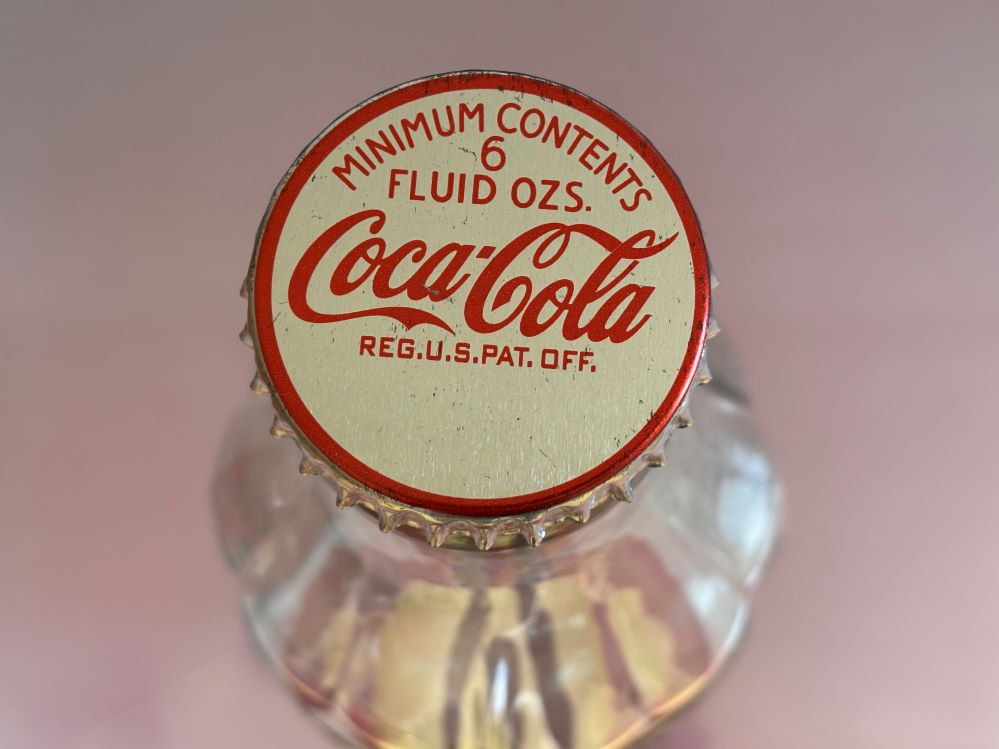 MINIMUM CONTENTS
6
FLUID OZS.
Coca-Cola
REG.U.S.PAT. OFF.